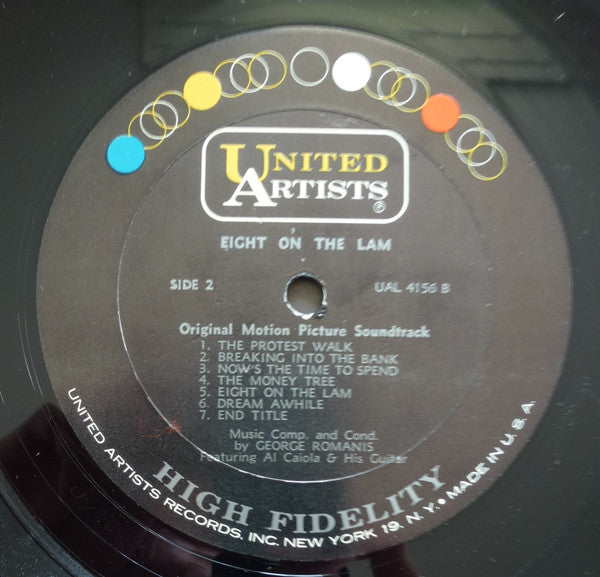 UNITED
ARTISTS
®
EIGHT ON THE LAM
SIDE 2
UAL 4156 B
Original Motion Picture Soundtrack
1. THE PROTEST WALK
2. BREAKING INTO THE BANK
3. NOW'S THE TIME TO SPEND
4. THE MONEY TREE
5. EIGHT ON THE LAM
6. DREAM AWHILE
7. END TITLE
Music Comp. and Cond.
by GEORGE ROMANIS
Featuring Al Caiola & His Guitar
HIGH FIDELITY
UNITED ARTISTS RECORDS, INC. NEW YORK 19, N. Y. • MADE IN U. S. A.